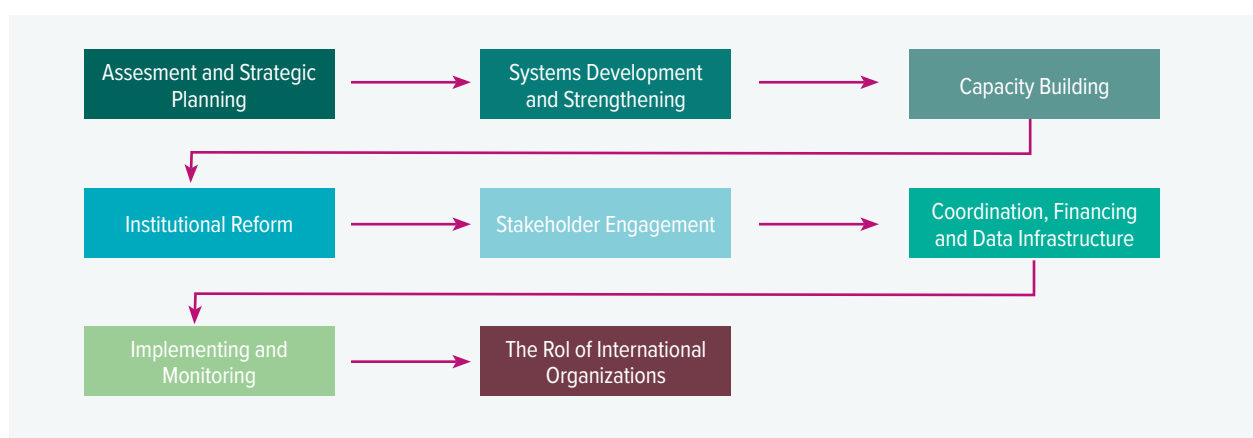 Assesment and Strategic
Planning
Systems Development
and Strengthening
Capacity Building
Institutional Reform
Stakeholder Engagement
Coordination, Financing
and Data Infrastructure
Implementing and
Monitoring
The Rol of International
Organizations